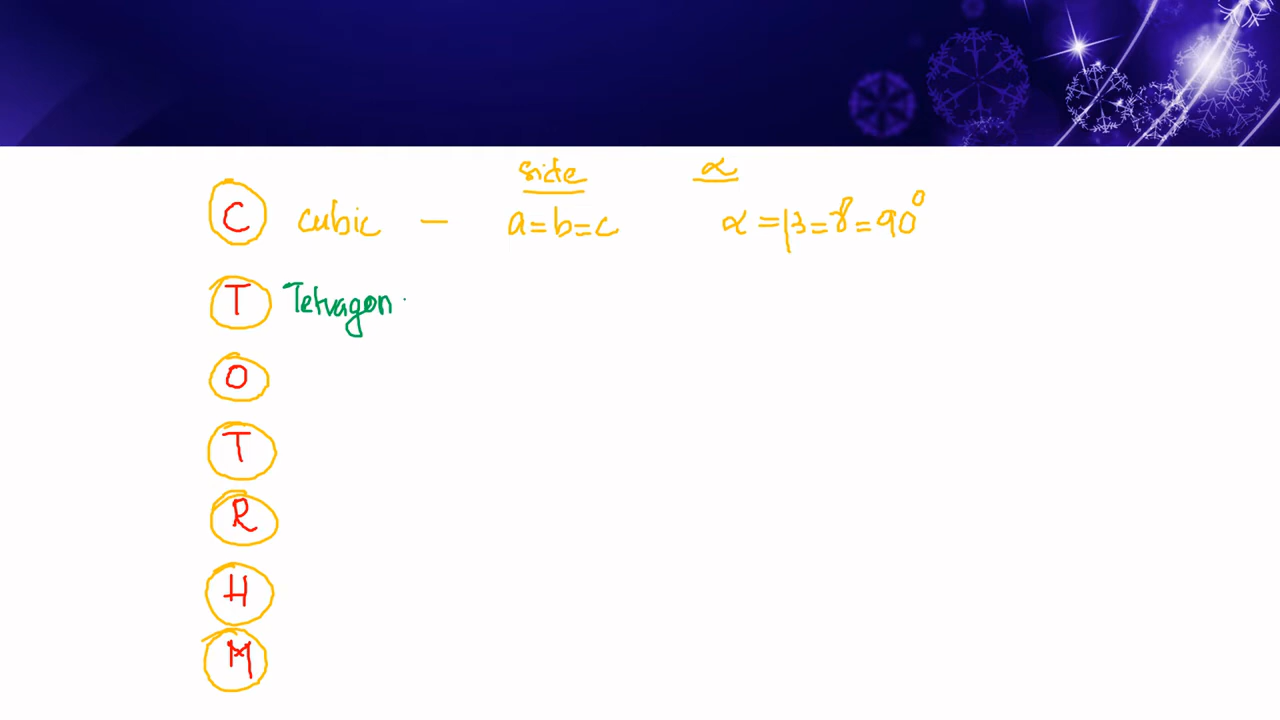 side α
C cubic – a=b=c α=β=γ=90°
T Tetragon
O
T
R
H
M